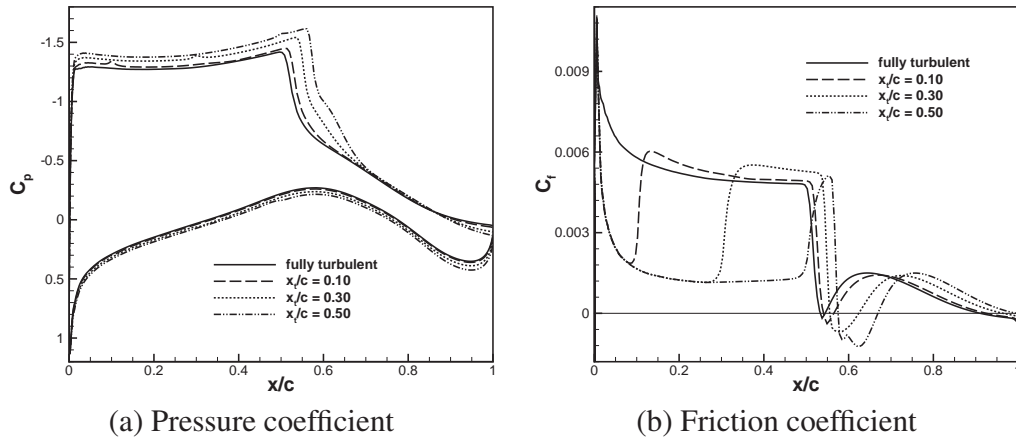 -1.5
-1
-0.5
0
0.5
1
C_p
0 0.2 0.4 0.6 0.8 1
x/c
fully turbulent
x_t/c = 0.10
x_t/c = 0.30
x_t/c = 0.50
(a) Pressure coefficient
0.009
0.006
0.003
0
C_f
0 0.2 0.4 0.6 0.8 1
x/c
fully turbulent
x_t/c = 0.10
x_t/c = 0.30
x_t/c = 0.50
(b) Friction coefficient